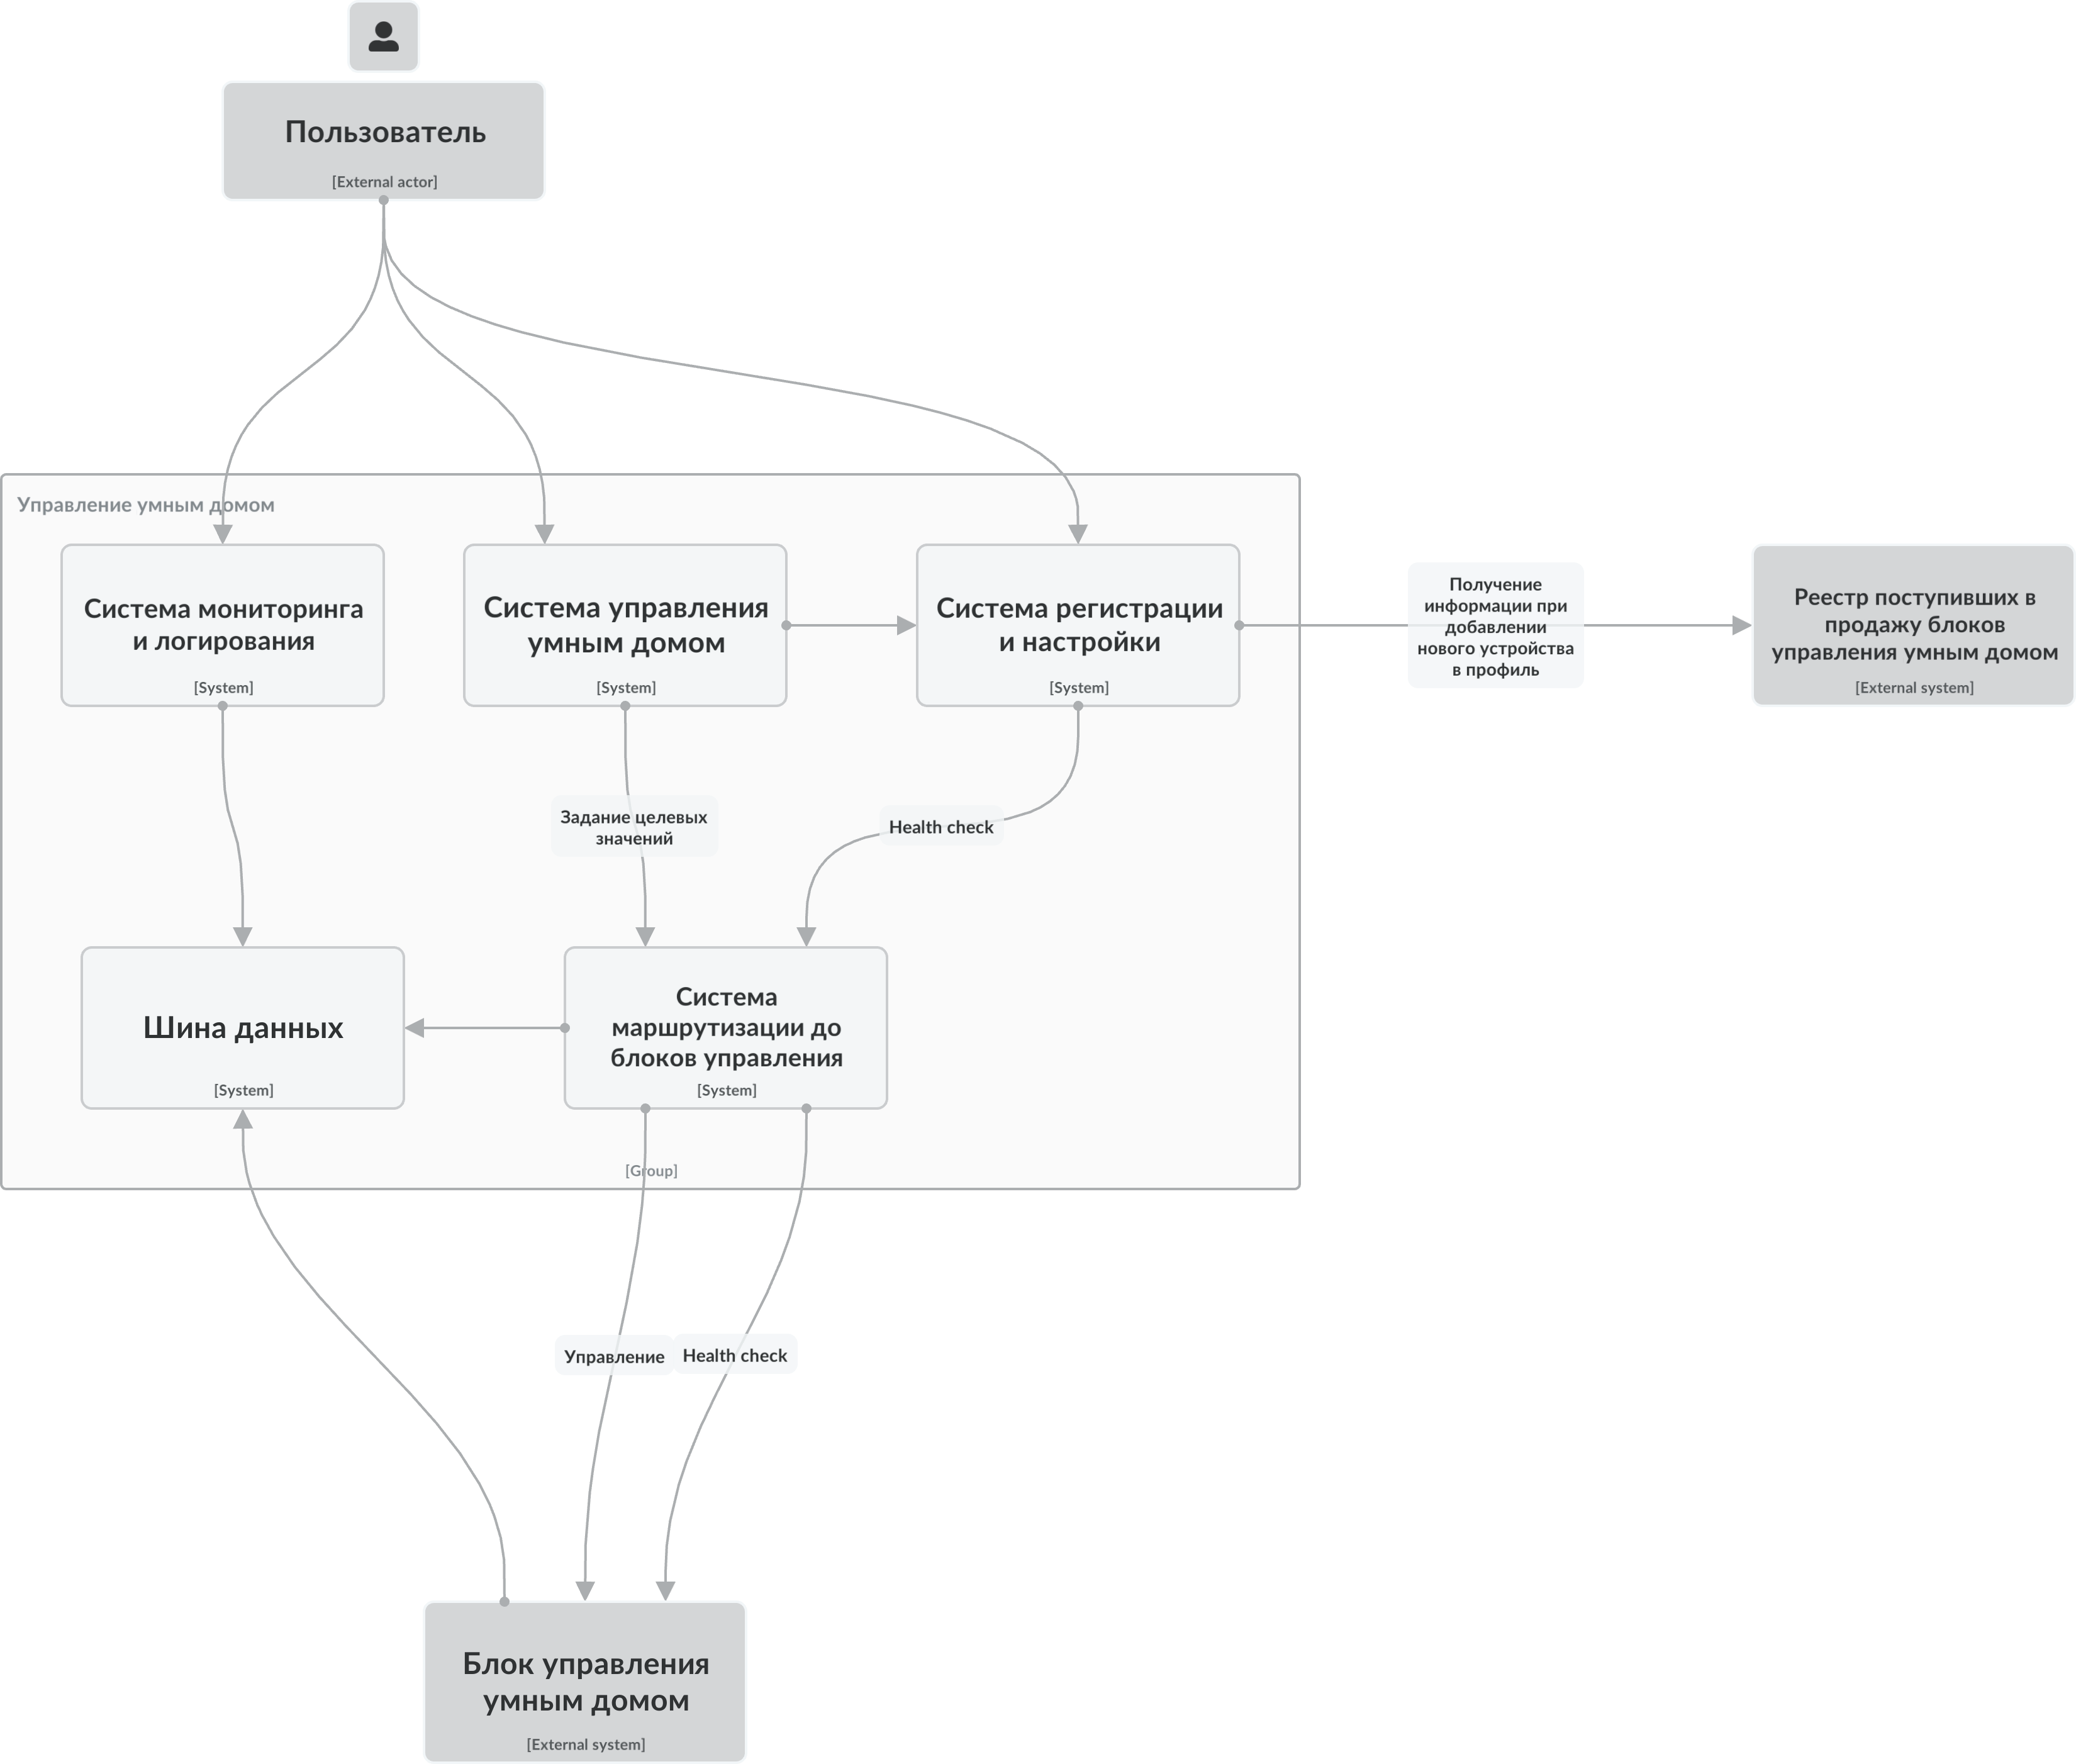 Пользователь
[External actor]
Управление умным домом
Система мониторинга
и логирования
[System]
Система управления
умным домом
[System]
Система регистрации
и настройки
[System]
Получение
информации при
добавлении
нового устройства
в профиль
Реестр поступивших в
продажу блоков
управления умным домом
[External system]
Задание целевых
значений
Health check
Шина данных
[System]
Система
маршрутизации до
блоков управления
[System]
[Group]
Управление
Health check
Блок управления
умным домом
[External system]